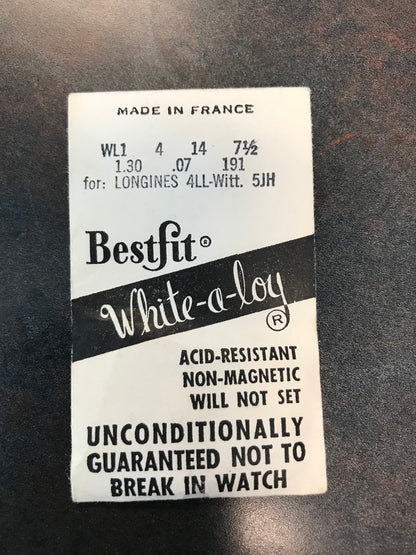 MADE IN FRANCE
WL1 4 14 7½
1.30 .07 191
for: LONGINES 4LL-Witt. 5JH
Bestfit®
White-a-loy
®
ACID-RESISTANT
NON-MAGNETIC
WILL NOT SET
UNCONDITIONALLY
GUARANTEED NOT TO
BREAK IN WATCH